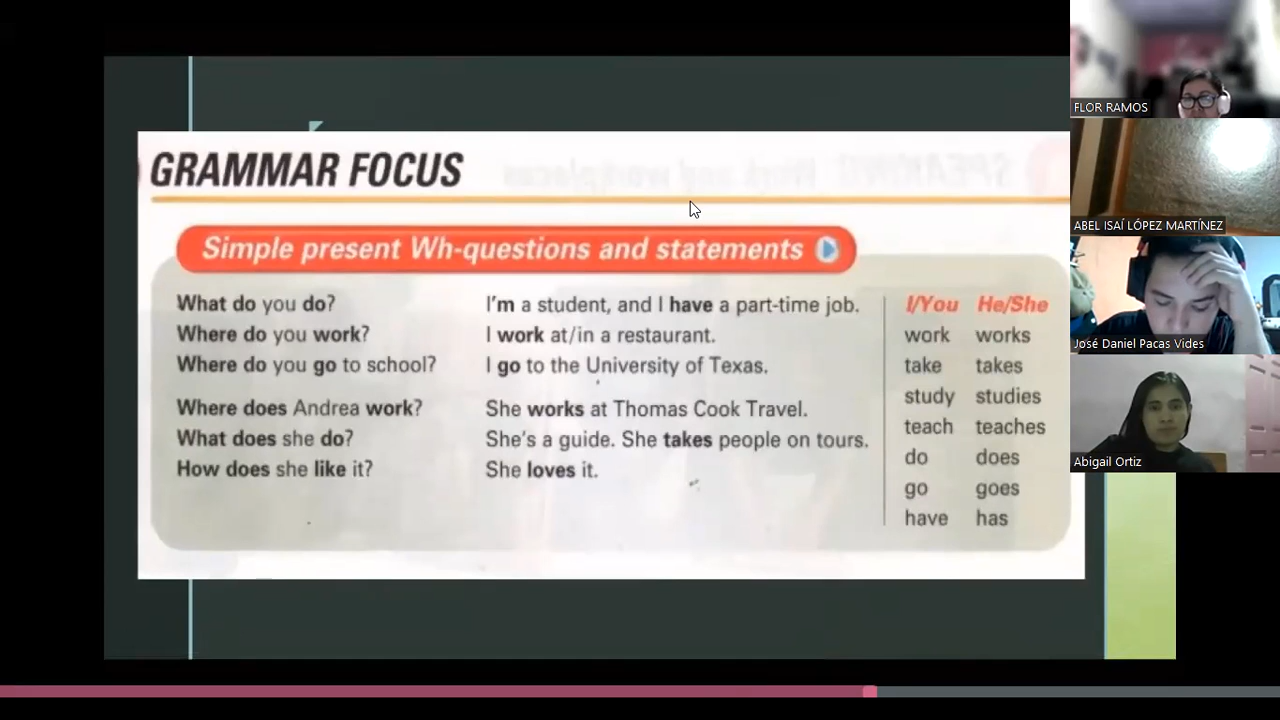 GRAMMAR FOCUS
Simple present Wh-questions and statements
What do you do? I'm a student, and I have a part-time job.
Where do you work? I work at/in a restaurant.
Where do you go to school? I go to the University of Texas.
Where does Andrea work? She works at Thomas Cook Travel.
What does she do? She's a guide. She takes people on tours.
How does she like it? She loves it.
I/You He/She
work works
take takes
study studies
teach teaches
do does
go goes
have has
FLOR RAMOS
ABEL ISAÍ LÓPEZ MARTÍNEZ
José Daniel Pacas Vides
Abigail Ortiz